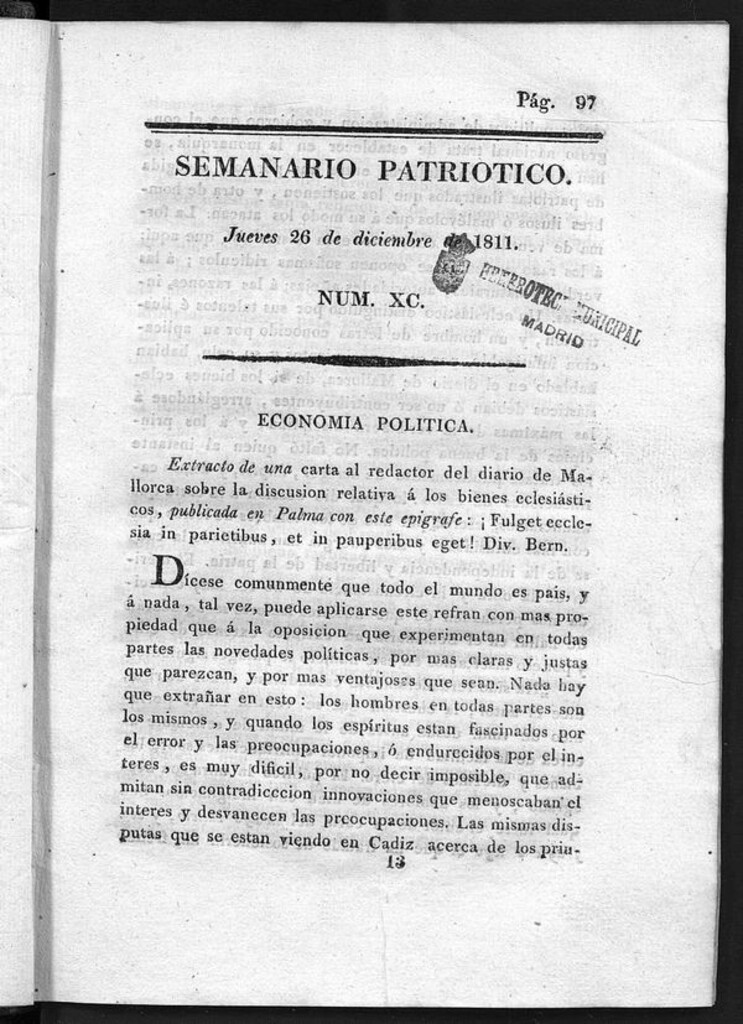 Pág. 97
SEMANARIO PATRIOTICO.
Jueves 26 de diciembre de 1811.
HEMEROTECA MUNICIPAL
MADRID
NUM. XC.
ECONOMIA POLITICA.
Extracto de una carta al redactor del diario de Ma-
llorca sobre la discusion relativa á los bienes eclesiásti-
cos, publicada en Palma con este epigrafe: ¡Fulget eccle-
sia in parietibus, et in pauperibus eget! Div. Bern.
Dícese comunmente que todo el mundo es pais, y
á nada, tal vez, puede aplicarse este refran con mas pro-
piedad que á la oposicion que experimentan en todas
partes las novedades políticas, por mas claras y justas
que parezcan, y por mas ventajosas que sean. Nada hay
que extrañar en esto: los hombres en todas partes son
los mismos, y quando los espíritus estan fascinados por
el error y las preocupaciones, ó endurecidos por el in-
teres, es muy dificil, por no decir imposible, que ad-
mitan sin contradicccion innovaciones que menoscaban el
interes y desvanecen las preocupaciones. Las mismas dis-
putas que se estan viendo en Cadiz acerca de los prin-
13